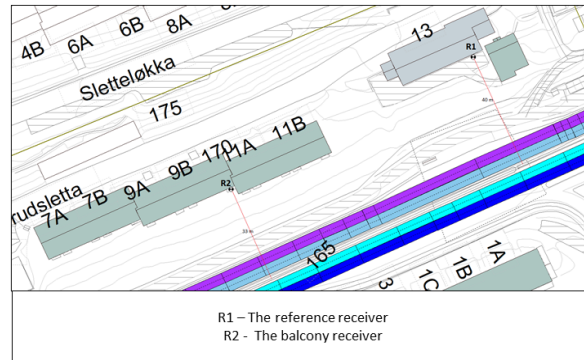 4B
6A
6B
8A
13
R1
Sletteløkka
175
40 m
11B
11A
170
9B
R2
9A
7B
7A
rudsletta
33 m
165
1A
1B
1C
3
R1 – The reference receiver
R2 - The balcony receiver